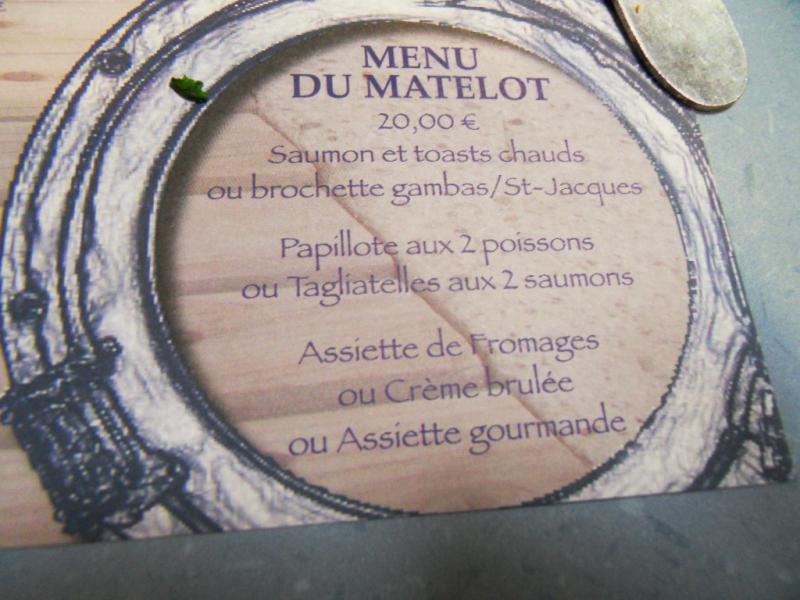 MENU
DU MATELOT
20,00 €
Saumon et toasts chauds
ou brochette gambas/St-Jacques
Papillote aux 2 poissons
ou Tagliatelles aux 2 saumons
Assiette de Fromages
ou Crème brulée
ou Assiette gourmande